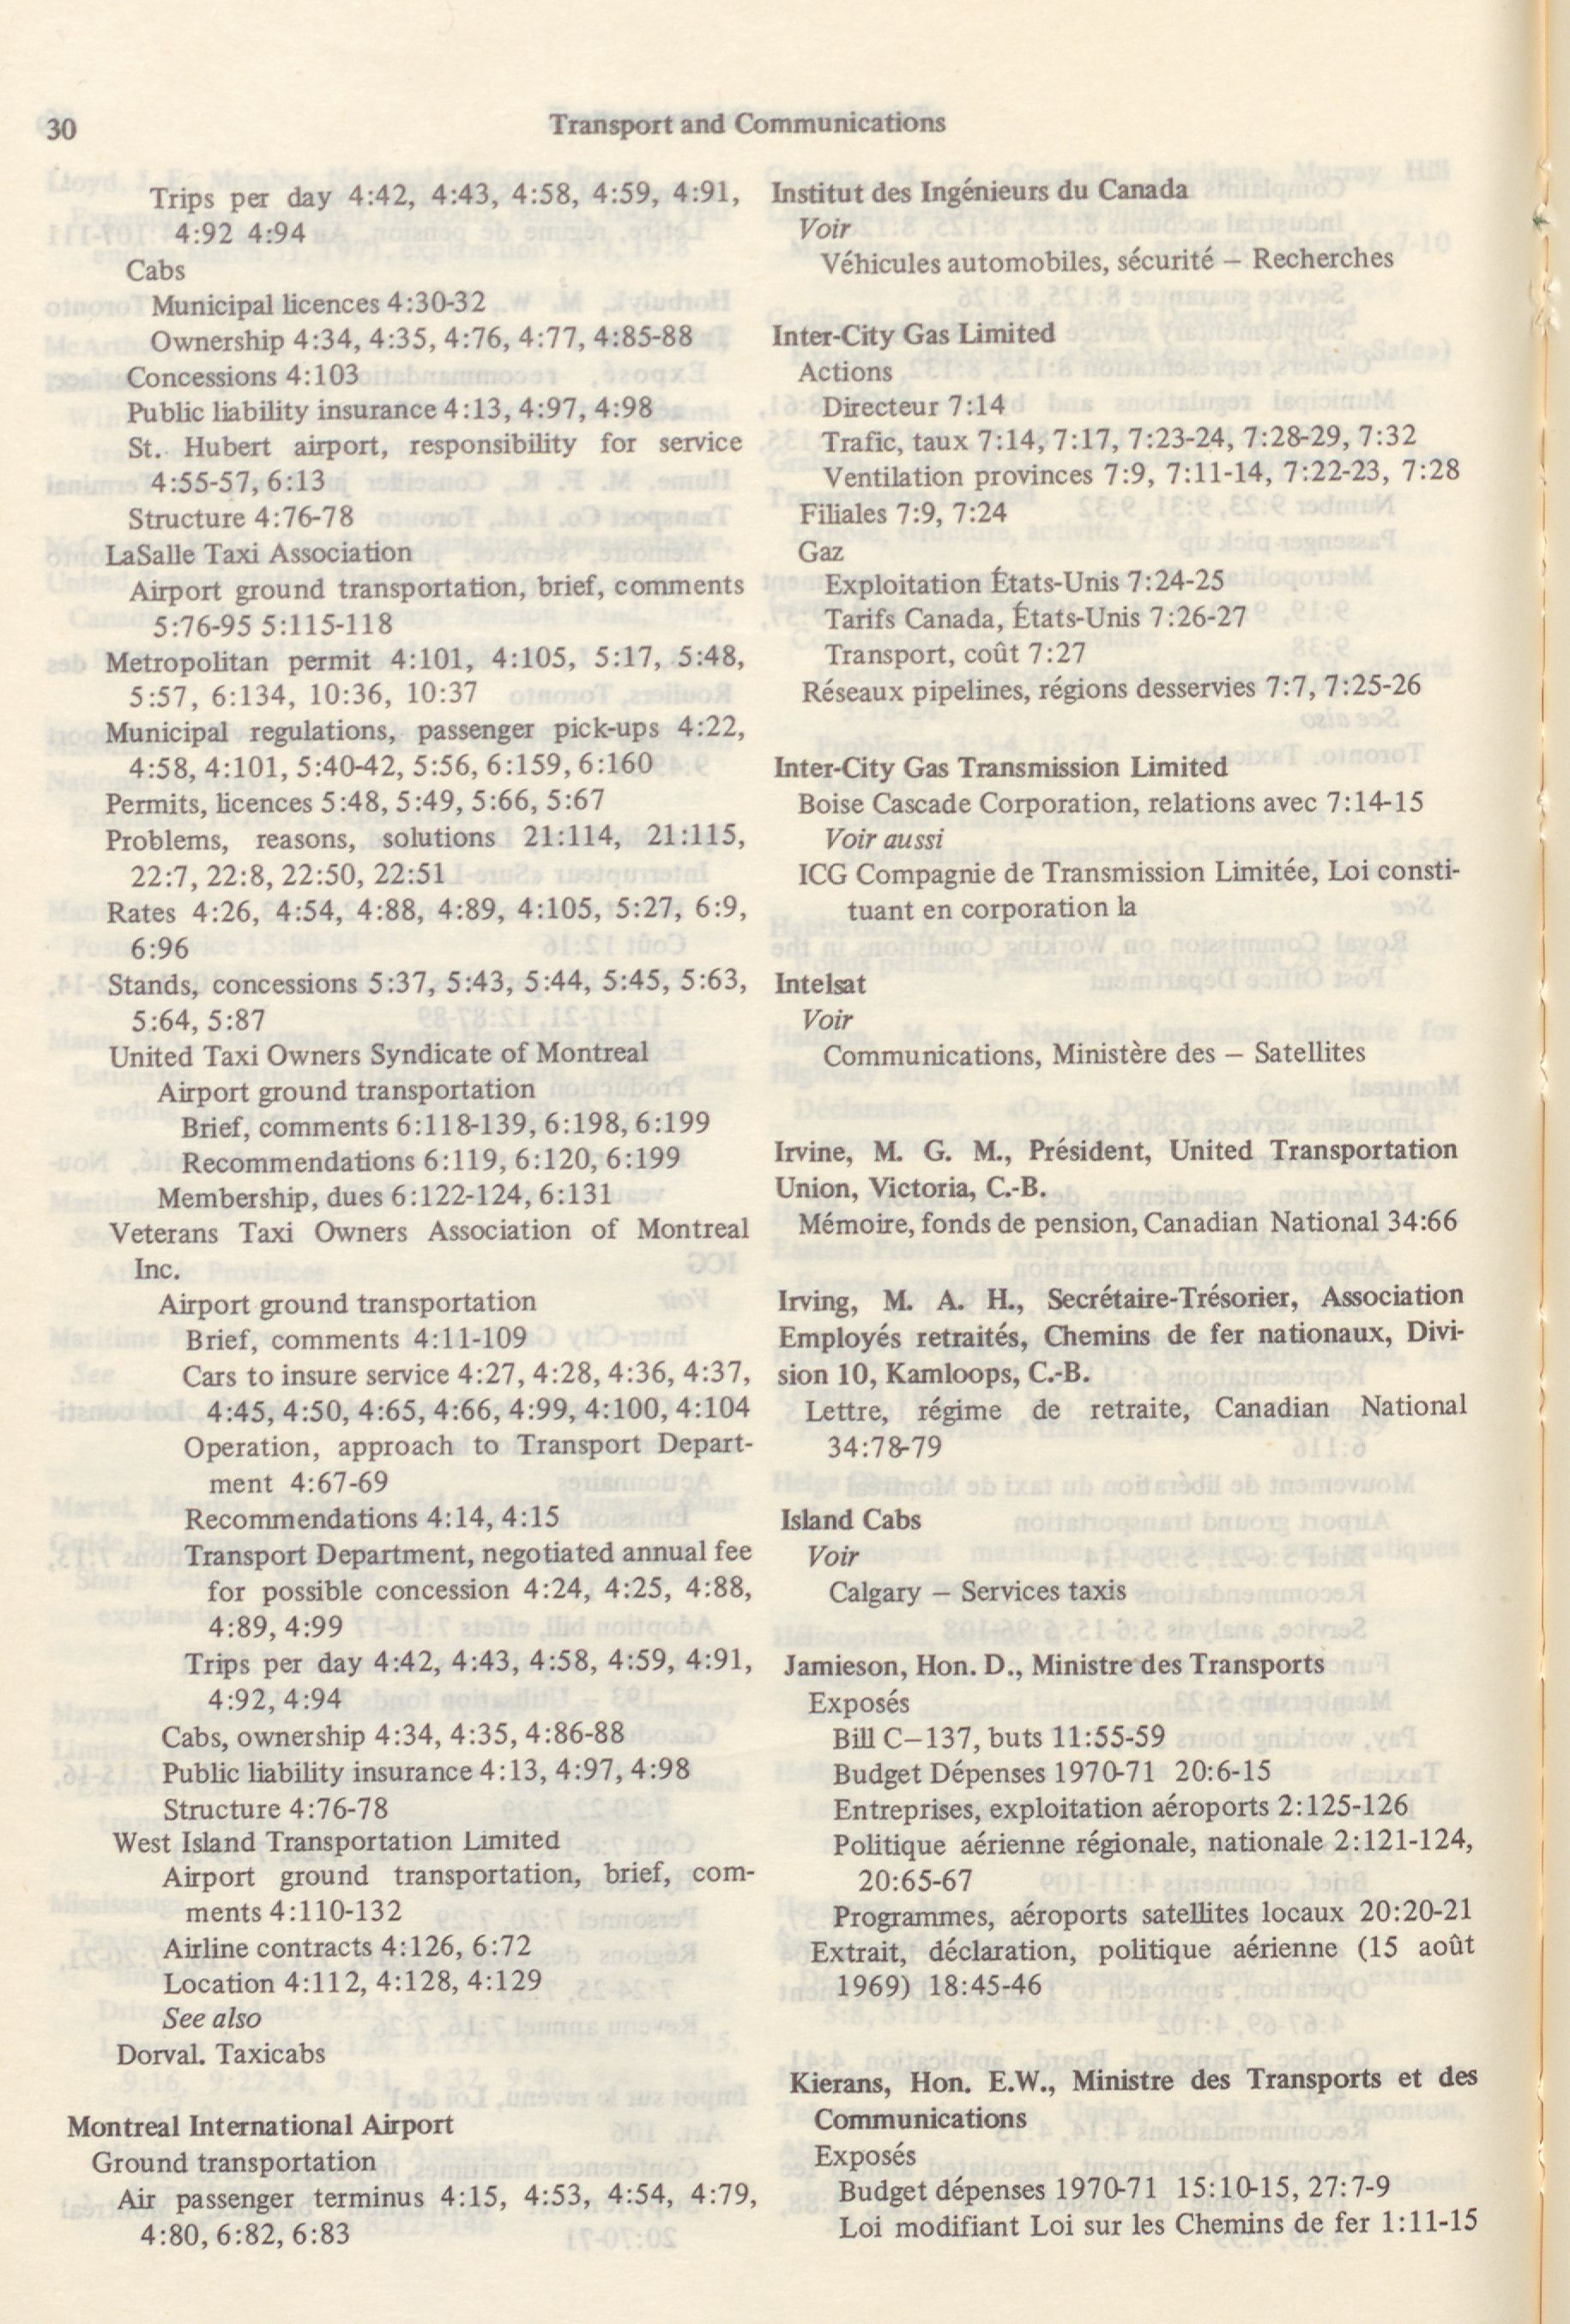 30
Transport and Communications
Trips per day 4:42, 4:43, 4:58, 4:59, 4:91,
4:92 4:94
Cabs
Municipal licences 4:30-32
Ownership 4:34, 4:35, 4:76, 4:77, 4:85-88
Concessions 4:103
Public liability insurance 4:13, 4:97, 4:98
St. Hubert airport, responsibility for service
4:55-57, 6:13
Structure 4:76-78
LaSalle Taxi Association
Airport ground transportation, brief, comments
5:76-95 5:115-118
Metropolitan permit 4:101, 4:105, 5:17, 5:48,
5:57, 6:134, 10:36, 10:37
Municipal regulations, passenger pick-ups 4:22,
4:58, 4:101, 5:40-42, 5:56, 6:159, 6:160
Permits, licences 5:48, 5:49, 5:66, 5:67
Problems, reasons, solutions 21:114, 21:115,
22:7, 22:8, 22:50, 22:51
Rates 4:26, 4:54, 4:88, 4:89, 4:105, 5:27, 6:9,
6:96
Stands, concessions 5:37, 5:43, 5:44, 5:45, 5:63,
5:64, 5:87
United Taxi Owners Syndicate of Montreal
Airport ground transportation
Brief, comments 6:118-139, 6:198, 6:199
Recommendations 6:119, 6:120, 6:199
Membership, dues 6:122-124, 6:131
Veterans Taxi Owners Association of Montreal
Inc.
Airport ground transportation
Brief, comments 4:11-109
Cars to insure service 4:27, 4:28, 4:36, 4:37,
4:45, 4:50, 4:65, 4:66, 4:99, 4:100, 4:104
Operation, approach to Transport Depart-
ment 4:67-69
Recommendations 4:14, 4:15
Transport Department, negotiated annual fee
for possible concession 4:24, 4:25, 4:88,
4:89, 4:99
Trips per day 4:42, 4:43, 4:58, 4:59, 4:91,
4:92, 4:94
Cabs, ownership 4:34, 4:35, 4:86-88
Public liability insurance 4:13, 4:97, 4:98
Structure 4:76-78
West Island Transportation Limited
Airport ground transportation, brief, com-
ments 4:110-132
Airline contracts 4:126, 6:72
Location 4:112, 4:128, 4:129
See also
Dorval. Taxicabs
Montreal International Airport
Ground transportation
Air passenger terminus 4:15, 4:53, 4:54, 4:79,
4:80, 6:82, 6:83
Institut des Ingénieurs du Canada
Voir
Véhicules automobiles, sécurité – Recherches
Inter-City Gas Limited
Actions
Directeur 7:14
Trafic, taux 7:14, 7:17, 7:23-24, 7:28-29, 7:32
Ventilation provinces 7:9, 7:11-14, 7:22-23, 7:28
Filiales 7:9, 7:24
Gaz
Exploitation États-Unis 7:24-25
Tarifs Canada, États-Unis 7:26-27
Transport, coût 7:27
Réseaux pipelines, régions desservies 7:7, 7:25-26
Inter-City Gas Transmission Limited
Boise Cascade Corporation, relations avec 7:14-15
Voir aussi
ICG Compagnie de Transmission Limitée, Loi consti-
tuant en corporation la
Intelsat
Voir
Communications, Ministère des – Satellites
Irvine, M. G. M., Président, United Transportation
Union, Victoria, C.-B.
Mémoire, fonds de pension, Canadian National 34:66
Irving, M. A. H., Secrétaire-Trésorier, Association
Employés retraités, Chemins de fer nationaux, Divi-
sion 10, Kamloops, C.-B.
Lettre, régime de retraite, Canadian National
34:78-79
Island Cabs
Voir
Calgary – Services taxis
Jamieson, Hon. D., Ministre des Transports
Exposés
Bill C–137, buts 11:55-59
Budget Dépenses 1970-71 20:6-15
Entreprises, exploitation aéroports 2:125-126
Politique aérienne régionale, nationale 2:121-124,
20:65-67
Programmes, aéroports satellites locaux 20:20-21
Extrait, déclaration, politique aérienne (15 août
1969) 18:45-46
Kierans, Hon. E.W., Ministre des Transports et des
Communications
Exposés
Budget dépenses 1970-71 15:10-15, 27:7-9
Loi modifiant Loi sur les Chemins de fer 1:11-15